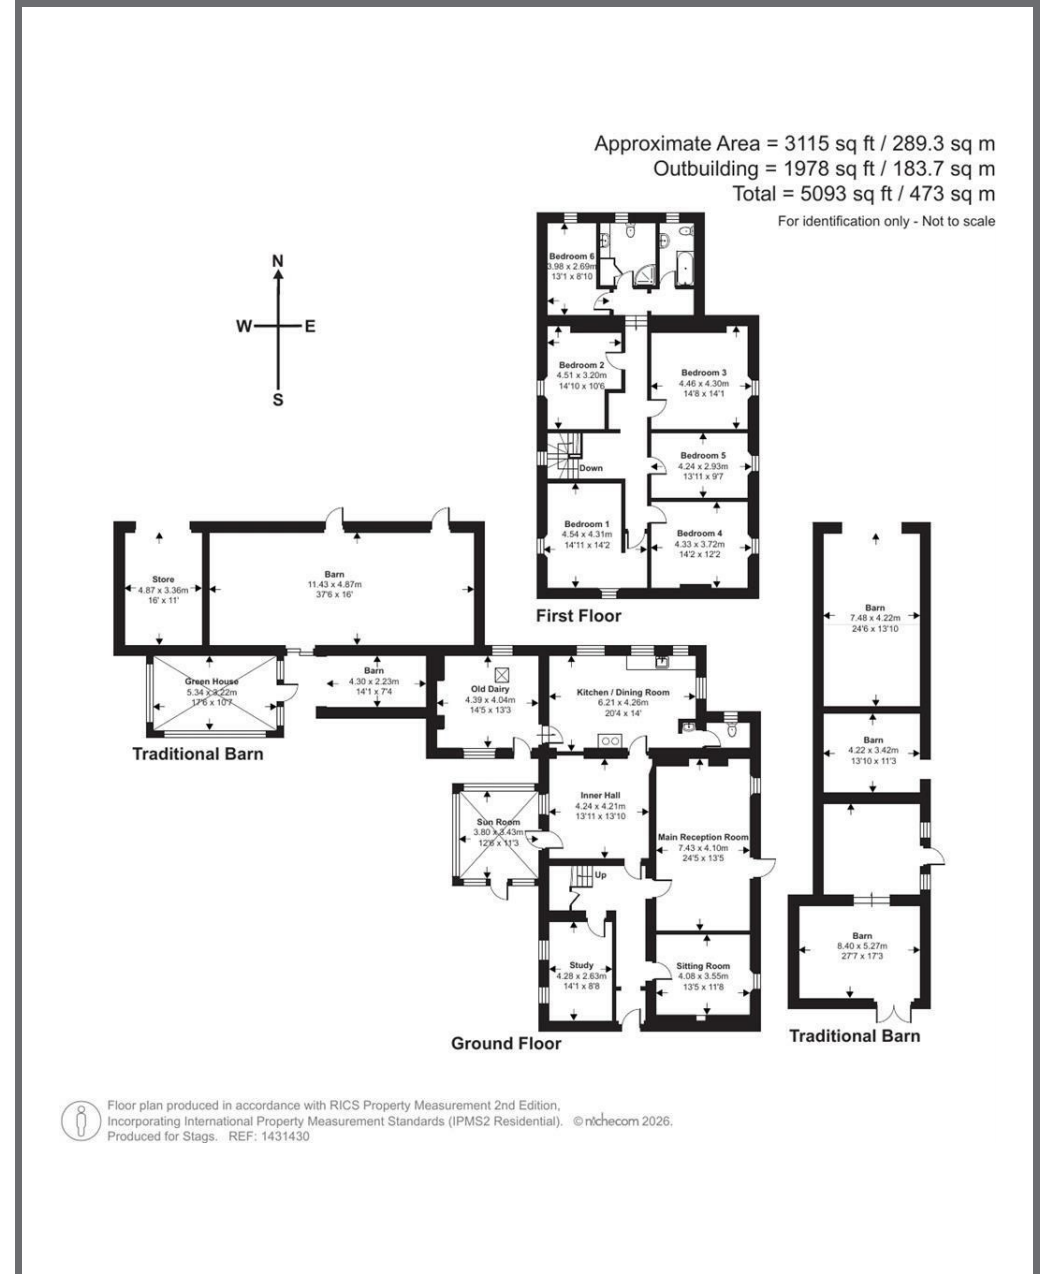 Approximate Area = 3115 sq ft / 289.3 sq m
Outbuilding = 1978 sq ft / 183.7 sq m
Total = 5093 sq ft / 473 sq m
For identification only - Not to scale
N
W
E
S
Bedroom 6
3.98 x 2.69m
13'1 x 8'10
Bedroom 2
4.51 x 3.20m
14'10 x 10'6
Bedroom 3
4.46 x 4.30m
14'8 x 14'1
Bedroom 5
4.24 x 2.93m
13'11 x 9'7
Down
Bedroom 1
4.54 x 4.31m
14'11 x 14'2
Bedroom 4
4.33 x 3.72m
14'2 x 12'2
First Floor
Store
4.87 x 3.36m
16' x 11'
Barn
11.43 x 4.87m
37'6 x 16'
Green House
5.34 x 3.22m
17'6 x 10'7
Barn
4.30 x 2.23m
14'1 x 7'4
Traditional Barn
Old Dairy
4.39 x 4.04m
14'5 x 13'3
Kitchen / Dining Room
6.21 x 4.26m
20'4 x 14'
Inner Hall
4.24 x 4.21m
13'11 x 13'10
Sun Room
3.80 x 3.43m
12'6 x 11'3
Main Reception Room
7.43 x 4.10m
24'5 x 13'5
Up
Study
4.28 x 2.63m
14'1 x 8'8
Sitting Room
4.08 x 3.55m
13'5 x 11'8
Ground Floor
Barn
7.48 x 4.22m
24'6 x 13'10
Barn
4.22 x 3.42m
13'10 x 11'3
Barn
8.40 x 5.27m
27'7 x 17'3
Traditional Barn
Floor plan produced in accordance with RICS Property Measurement 2nd Edition,
Incorporating International Property Measurement Standards (IPMS2 Residential). © nichecom 2026.
Produced for Stags. REF: 1431430